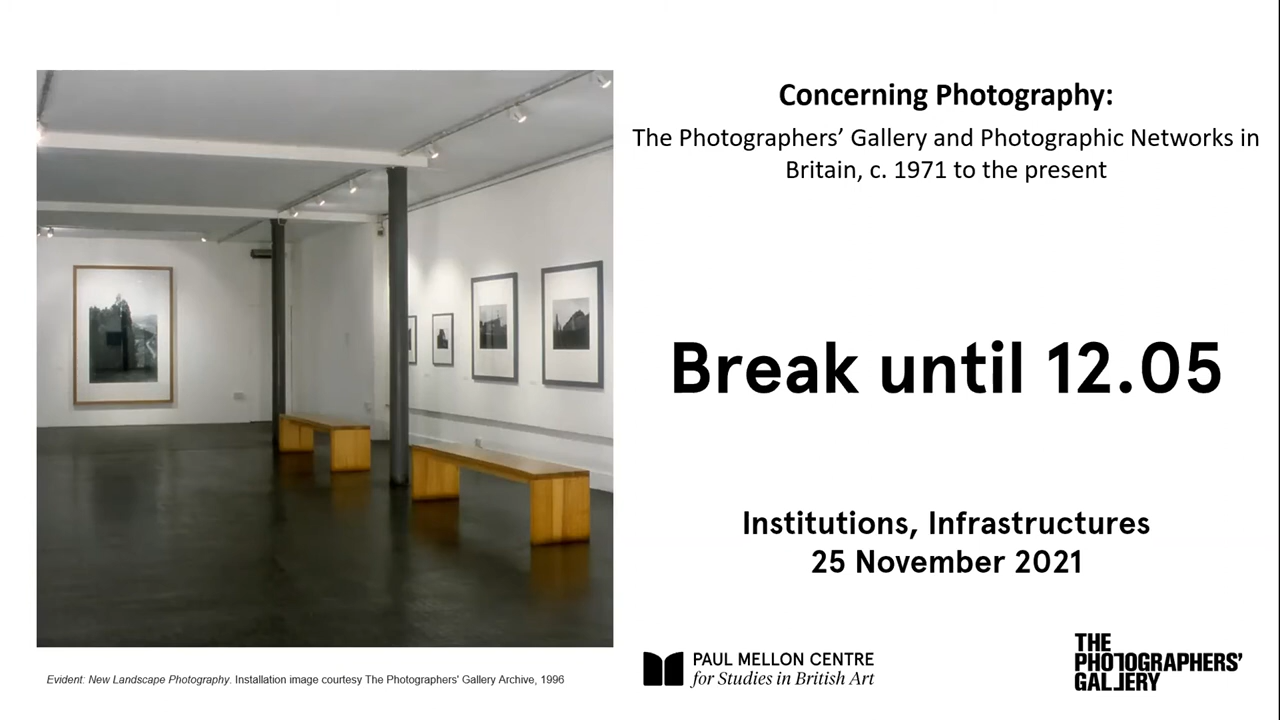 Concerning Photography:
The Photographers’ Gallery and Photographic Networks in
Britain, c. 1971 to the present
Break until 12.05
Institutions, Infrastructures
25 November 2021
Evident: New Landscape Photography. Installation image courtesy The Photographers' Gallery Archive, 1996
PAUL MELLON CENTRE
for Studies in British Art
THE
PHOTOGRAPHERS’
GALLERY